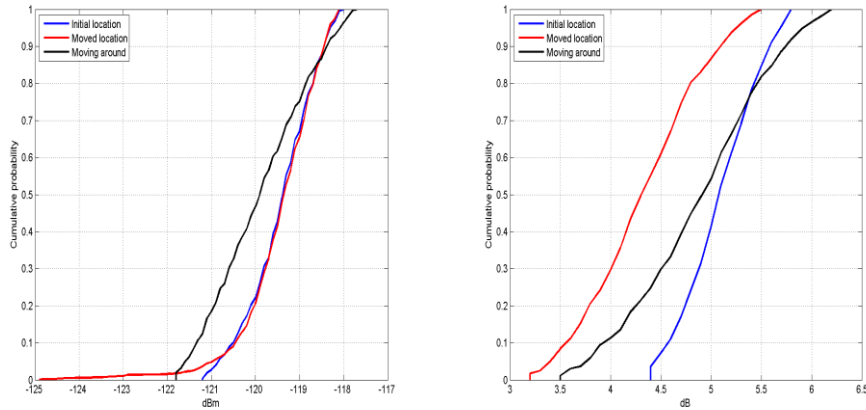 1
0.9
0.8
0.7
0.6
0.5
0.4
0.3
0.2
0.1
0
Cumulative probability
Initial location
Moved location
Moving around
-125 -124 -123 -122 -121 -120 -119 -118 -117
dBm
1
0.9
0.8
0.7
0.6
0.5
0.4
0.3
0.2
0.1
0
Cumulative probability
Initial location
Moved location
Moving around
3 3.5 4 4.5 5 5.5 6 6.5
dB